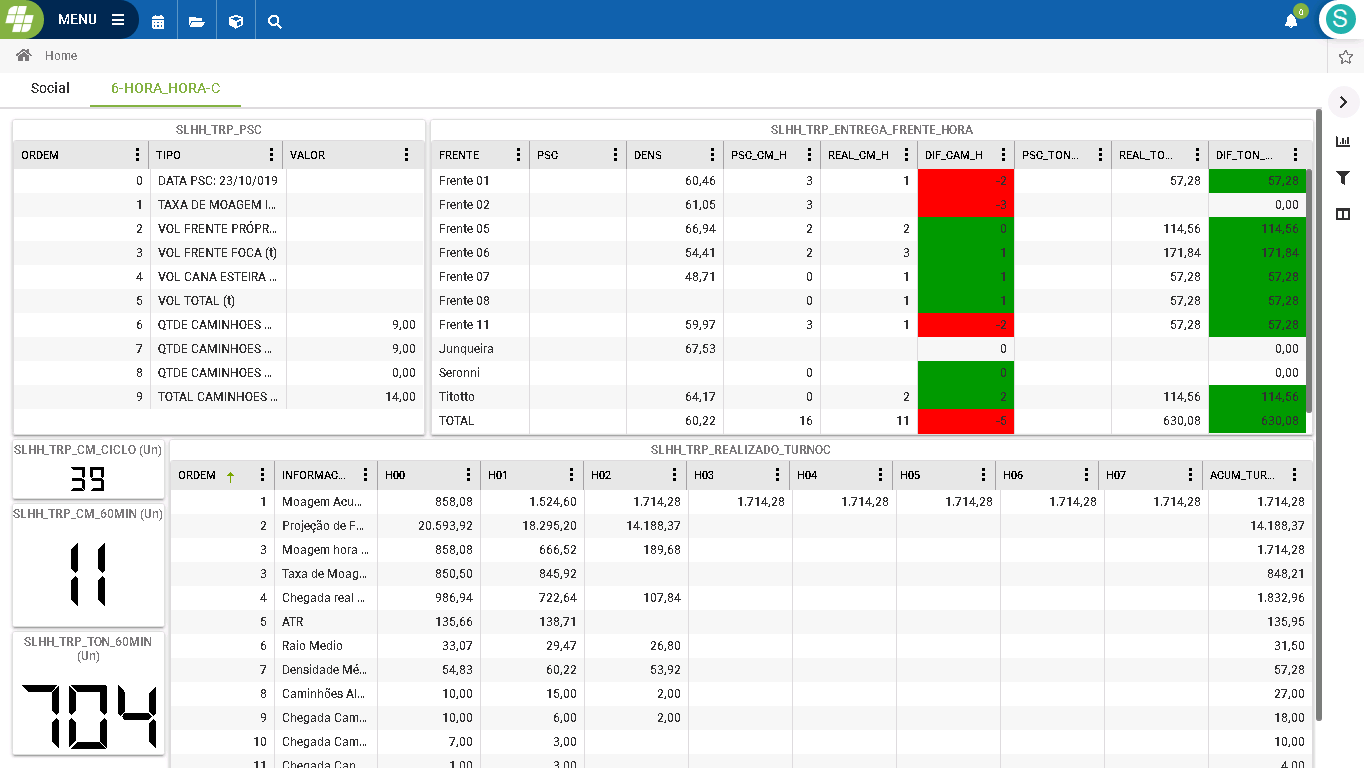 MENU
0
S
Home
Social 6-HORA_HORA-C
SLHH_TRP_PSC
ORDEM TIPO VALOR
0 DATA PSC: 23/10/019
1 TAXA DE MOAGEM I...
2 VOL FRENTE PRÓPR...
3 VOL FRENTE FOCA (t)
4 VOL CANA ESTEIRA ...
5 VOL TOTAL (t)
6 QTDE CAMINHOES ... 9,00
7 QTDE CAMINHOES ... 9,00
8 QTDE CAMINHOES ... 0,00
9 TOTAL CAMINHOES ... 14,00
SLHH_TRP_ENTREGA_FRENTE_HORA
FRENTE PSC DENS PSC_CM_H REAL_CM_H DIF_CAM_H PSC_TON... REAL_TO... DIF_TON_...
Frente 01 60,46 3 1 -2 57,28 57,28
Frente 02 61,05 3 -3 0,00
Frente 05 66,94 2 2 0 114,56 114,56
Frente 06 54,41 2 3 1 171,84 171,84
Frente 07 48,71 0 1 1 57,28 57,28
Frente 08 0 1 1 57,28 57,28
Frente 11 59,97 3 1 -2 57,28 57,28
Junqueira 67,53 0 0,00
Seronni 0 0 0,00
Titotto 64,17 0 2 2 114,56 114,56
TOTAL 60,22 16 11 -5 630,08 630,08
SLHH_TRP_CM_CICLO (Un)
39
SLHH_TRP_CM_60MIN (Un)
11
SLHH_TRP_TON_60MIN
(Un)
704
SLHH_TRP_REALIZADO_TURNOC
ORDEM INFORMAC... H00 H01 H02 H03 H04 H05 H06 H07 ACUM_TUR...
1 Moagem Acu... 858,08 1.524,60 1.714,28 1.714,28 1.714,28 1.714,28 1.714,28 1.714,28 1.714,28
2 Projeção de F... 20.593,92 18.295,20 14.188,37 14.188,37
3 Moagem hora ... 858,08 666,52 189,68 1.714,28
3 Taxa de Moag... 850,50 845,92 848,21
4 Chegada real ... 986,94 722,64 107,84 1.832,96
5 ATR 135,66 138,71 135,95
6 Raio Medio 33,07 29,47 26,80 31,50
7 Densidade Mé... 54,83 60,22 53,92 57,28
8 Caminhões Al... 10,00 15,00 2,00 27,00
9 Chegada Cam... 10,00 6,00 2,00 18,00
10 Chegada Cam... 7,00 3,00 10,00
11 Chegada Can... 1,00 3,00 4,00